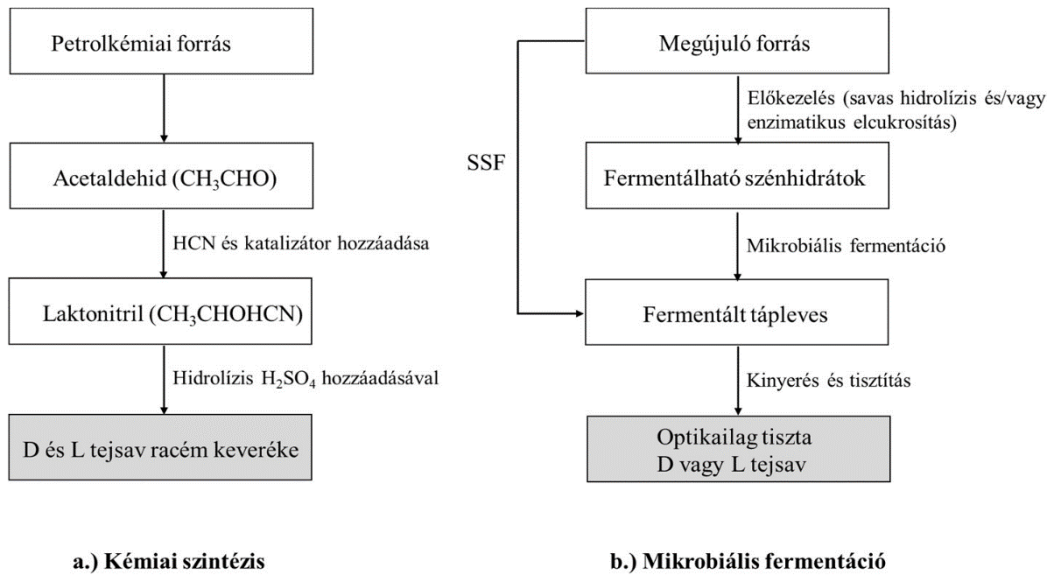 Petrolkémiai forrás
Acetaldehid (CH₃CHO)
HCN és katalizátor hozzáadása
Laktonitril (CH₃CHOHCN)
Hidrolízis H₂SO₄ hozzáadásával
D és L tejsav racém keveréke
a.) Kémiai szintézis
Megújuló forrás
Előkezelés (savas hidrolízis és/vagy
enzimatikus elcukrosítás)
SSF
Fermentálható szénhidrátok
Mikrobiális fermentáció
Fermentált tápleves
Kinyerés és tisztítás
Optikailag tiszta
D vagy L tejsav
b.) Mikrobiális fermentáció